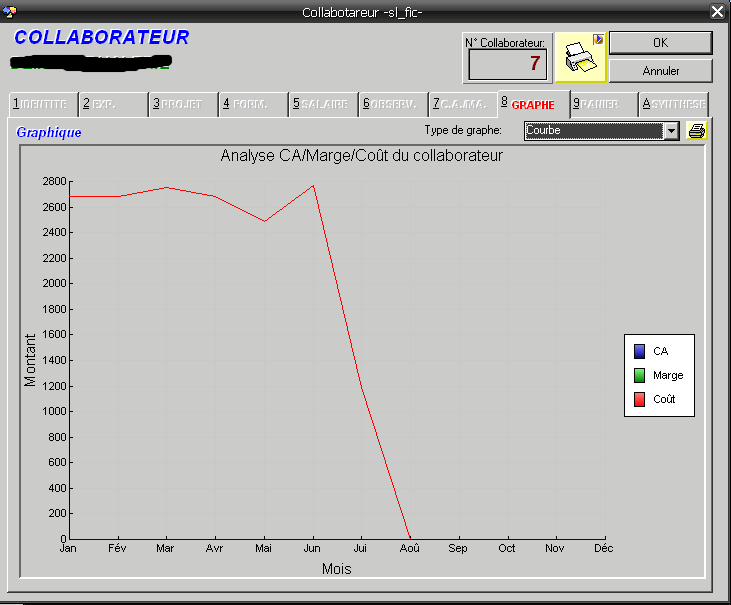 Collabotareur -sl_fic-
COLLABORATEUR
N° Collaborateur:
7
OK
Annuler
1 IDENTITE 2 EXP. 3 PROJET 4 FORM. 5 SALAIRE 6 OBSERV. 7 C.A./MA. 8 GRAPHE 9 PANIER A SYNTHESE
Graphique
Type de graphe: Courbe
Analyse CA/Marge/Coût du collaborateur
2800
2600
2400
2200
2000
1800
1600
1400
1200
1000
800
600
400
200
0
Montant
Jan Fév Mar Avr Mai Jun Jui Aoû Sep Oct Nov Déc
Mois
CA
Marge
Coût